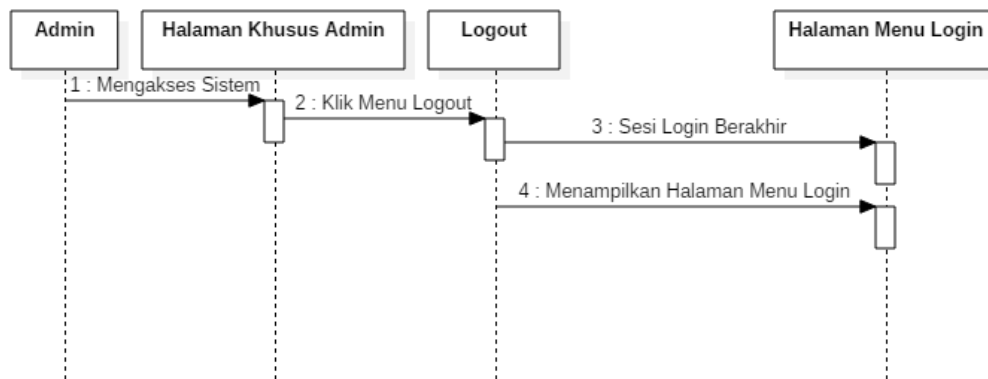 Admin
Halaman Khusus Admin
Logout
Halaman Menu Login
1 : Mengakses Sistem
2 : Klik Menu Logout
3 : Sesi Login Berakhir
4 : Menampilkan Halaman Menu Login